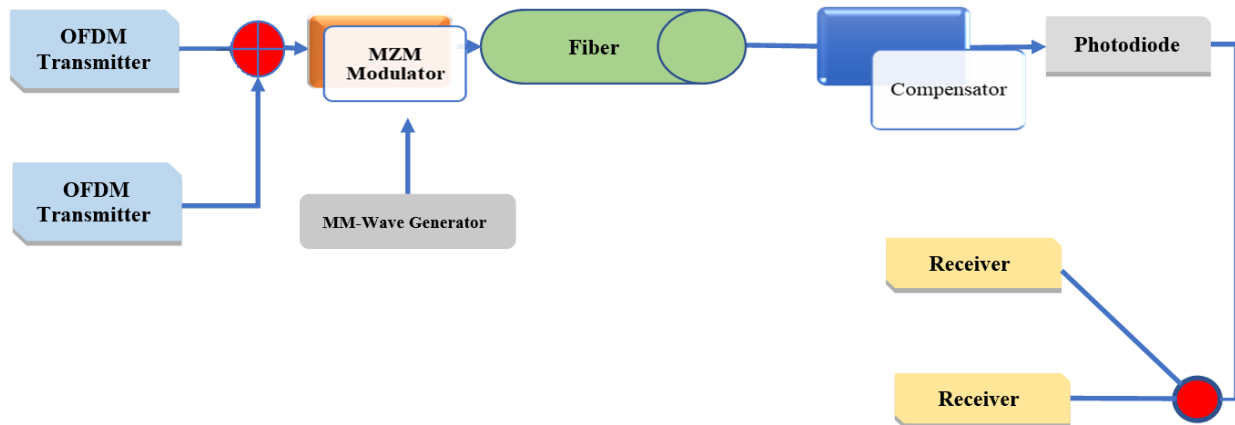 OFDM
Transmitter
MZM
Modulator
Fiber
Compensator
Photodiode
OFDM
Transmitter
MM-Wave Generator
Receiver
Receiver